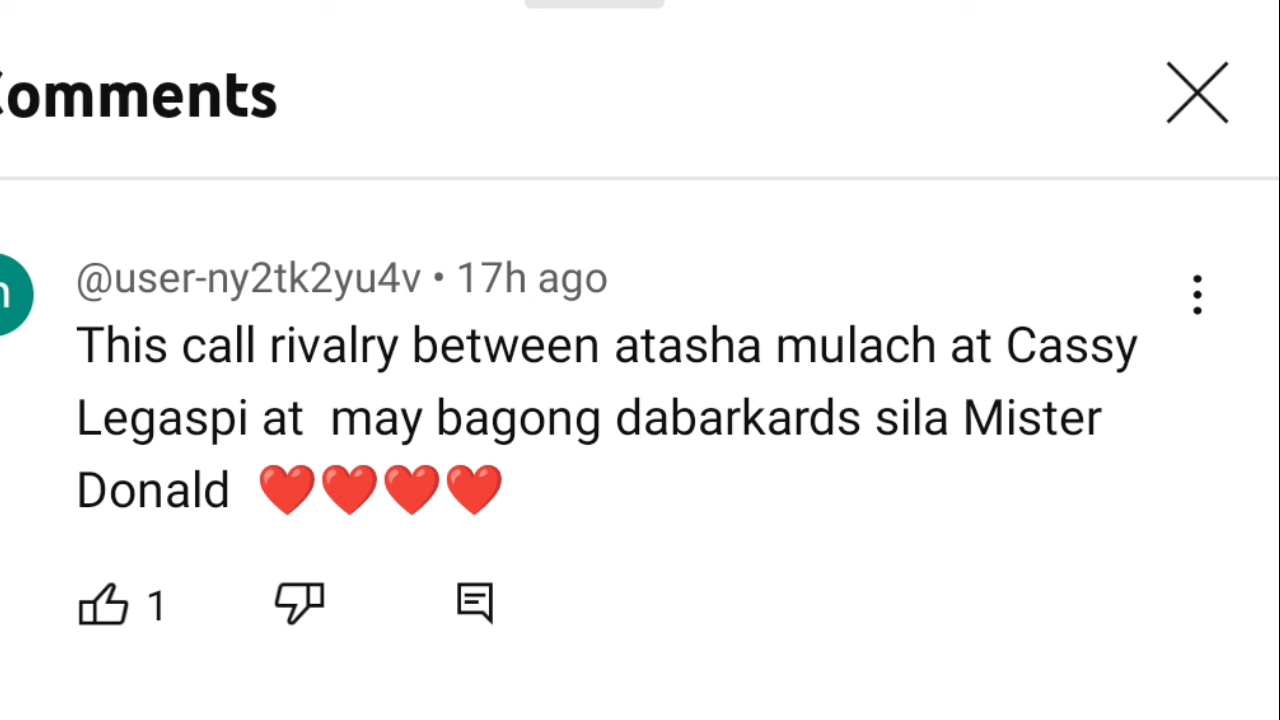 Comments
@user-ny2tk2yu4v • 17h ago
This call rivalry between atasha mulach at Cassy
Legaspi at  may bagong dabarkards sila Mister
Donald ❤️❤️❤️❤️
1